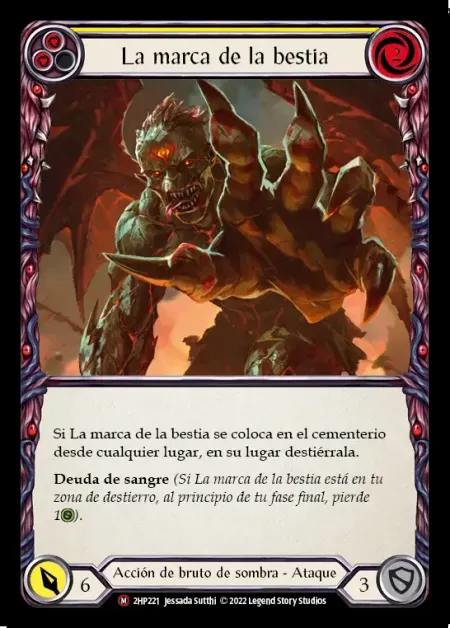 La marca de la bestia
2
Si La marca de la bestia se coloca en el cementerio
desde cualquier lugar, en su lugar destiérrala.
Deuda de sangre (Si La marca de la bestia está en tu
zona de destierro, al principio de tu fase final, pierde
1).
6
Acción de bruto de sombra - Ataque
3
M 2HP221 Jessada Sutthi © 2022 Legend Story Studios